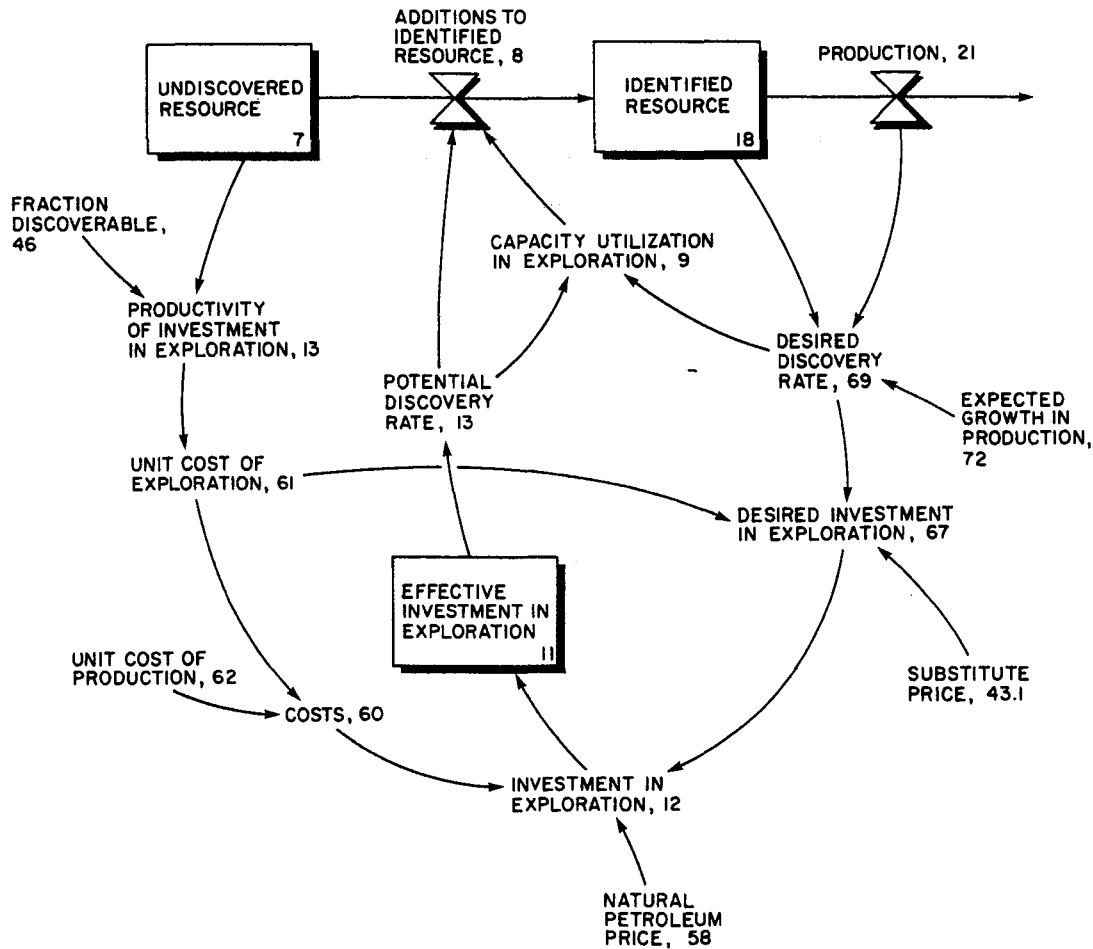 ADDITIONS TO
IDENTIFIED
RESOURCE, 8
PRODUCTION, 21
UNDISCOVERED
RESOURCE
7
IDENTIFIED
RESOURCE
18
FRACTION
DISCOVERABLE,
46
CAPACITY UTILIZATION
IN EXPLORATION, 9
PRODUCTIVITY
OF INVESTMENT
IN EXPLORATION, 13
DESIRED
DISCOVERY
RATE, 69
POTENTIAL
DISCOVERY
RATE, 13
EXPECTED
GROWTH IN
PRODUCTION,
72
UNIT COST OF
EXPLORATION, 61
DESIRED INVESTMENT
IN EXPLORATION, 67
EFFECTIVE
INVESTMENT IN
EXPLORATION
11
UNIT COST OF
PRODUCTION, 62
SUBSTITUTE
PRICE, 43.1
COSTS, 60
INVESTMENT IN
EXPLORATION, 12
NATURAL
PETROLEUM
PRICE, 58